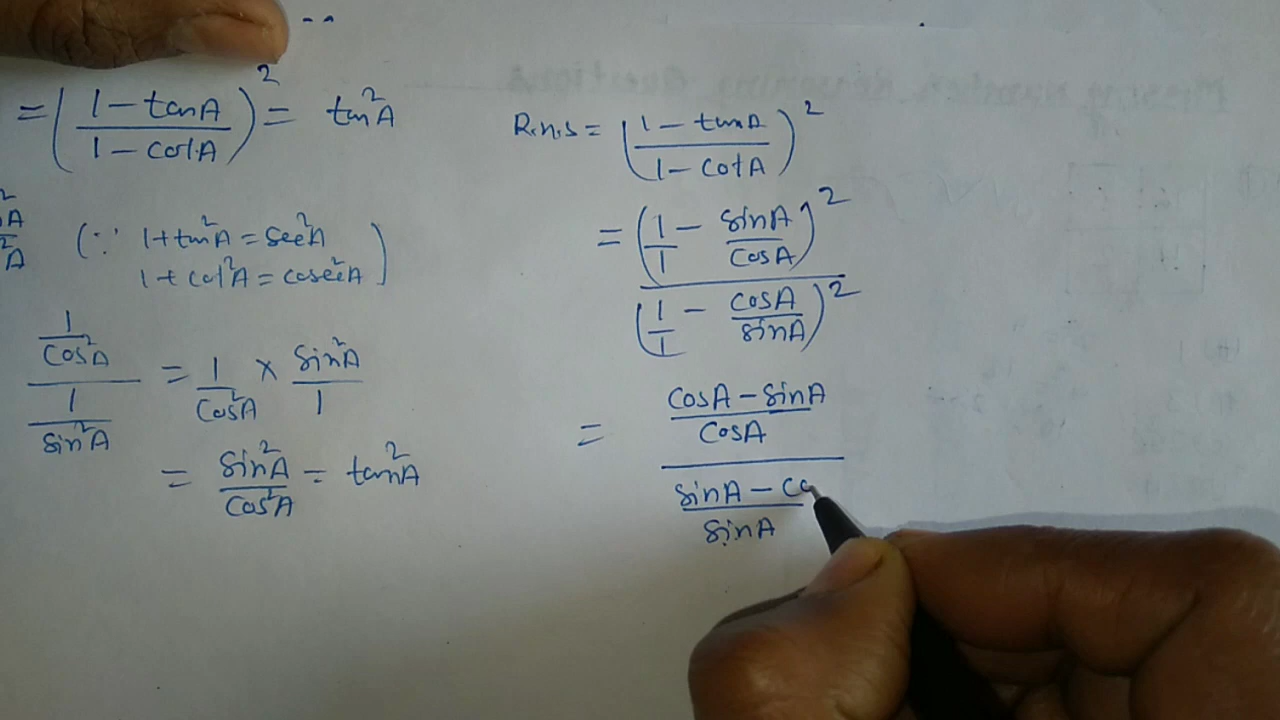 = ( (1 - tanA) / (1 - cotA) )² = tan²A
²A / ²A (∵ 1 + tan²A = sec²A
1 + cot²A = cosec²A )
(1 / cos²A) / (1 / sin²A) = 1 / cos²A × sin²A / 1
= sin²A / cos²A = tan²A
R.H.S = ( (1 - tanA) / (1 - cotA) )²
= (1/1 - sinA / cosA)² / (1/1 - cosA / sinA)²
= ((cosA - sinA) / cosA) / ((sinA - co) / sinA)